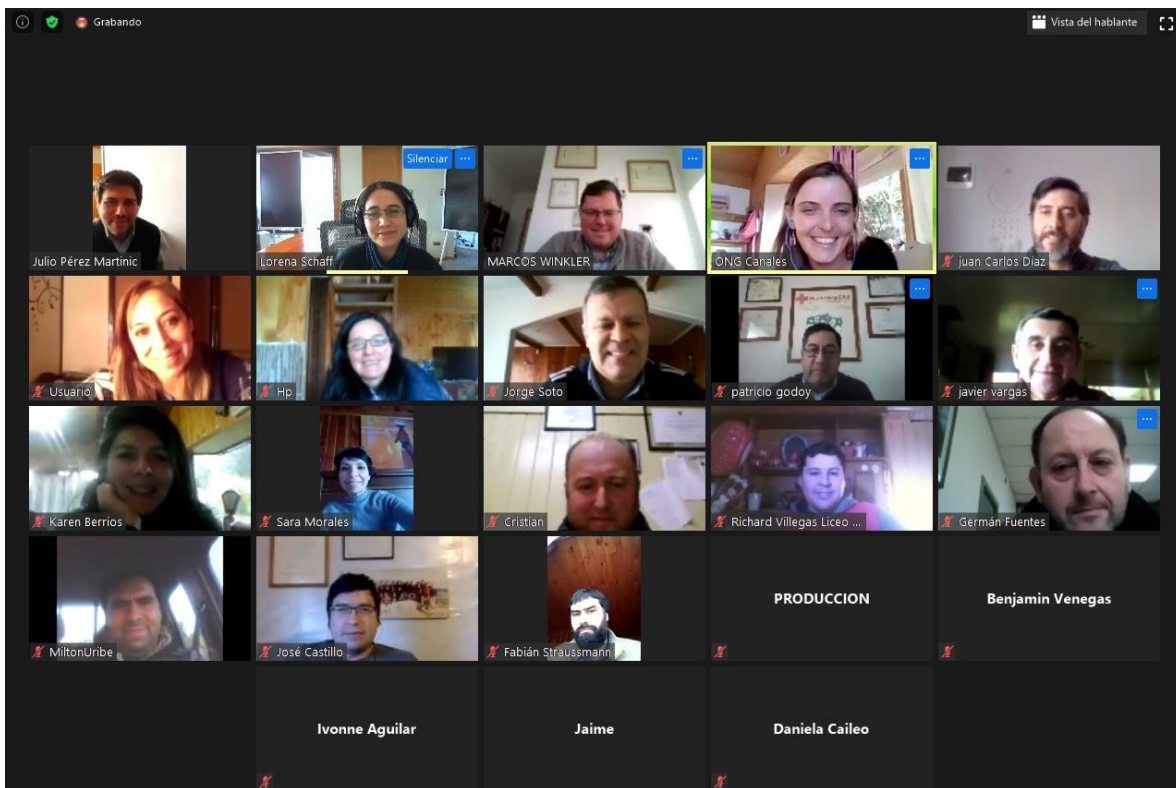 Grabando
Vista del hablante
Silenciar
Julio Pérez Martinic
Lorena Schaff
MARCOS WINKLER
ONG Canales
juan Carlos Diaz
Usuario
Hp
Jorge Soto
patricio godoy
javier vargas
Karen Berrios
Sara Morales
Cristian
Richard Villegas Liceo ...
Germán Fuentes
MiltonUribe
José Castillo
Fabián Straussmann
PRODUCCION
Benjamin Venegas
Ivonne Aguilar
Jaime
Daniela Caileo